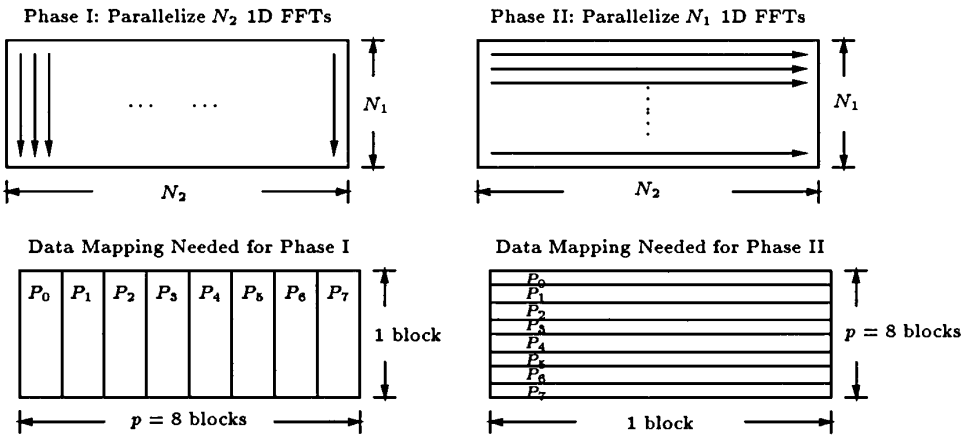 Phase I: Parallelize N₂ 1D FFTs
Phase II: Parallelize N₁ 1D FFTs
... ...
N₁
N₁
N₂
N₂
Data Mapping Needed for Phase I
Data Mapping Needed for Phase II
P₀ P₁ P₂ P₃ P₄ P₅ P₆ P₇
1 block
p = 8 blocks
P₀
P₁
P₂
P₃
P₄
P₅
P₆
P₇
p = 8 blocks
1 block